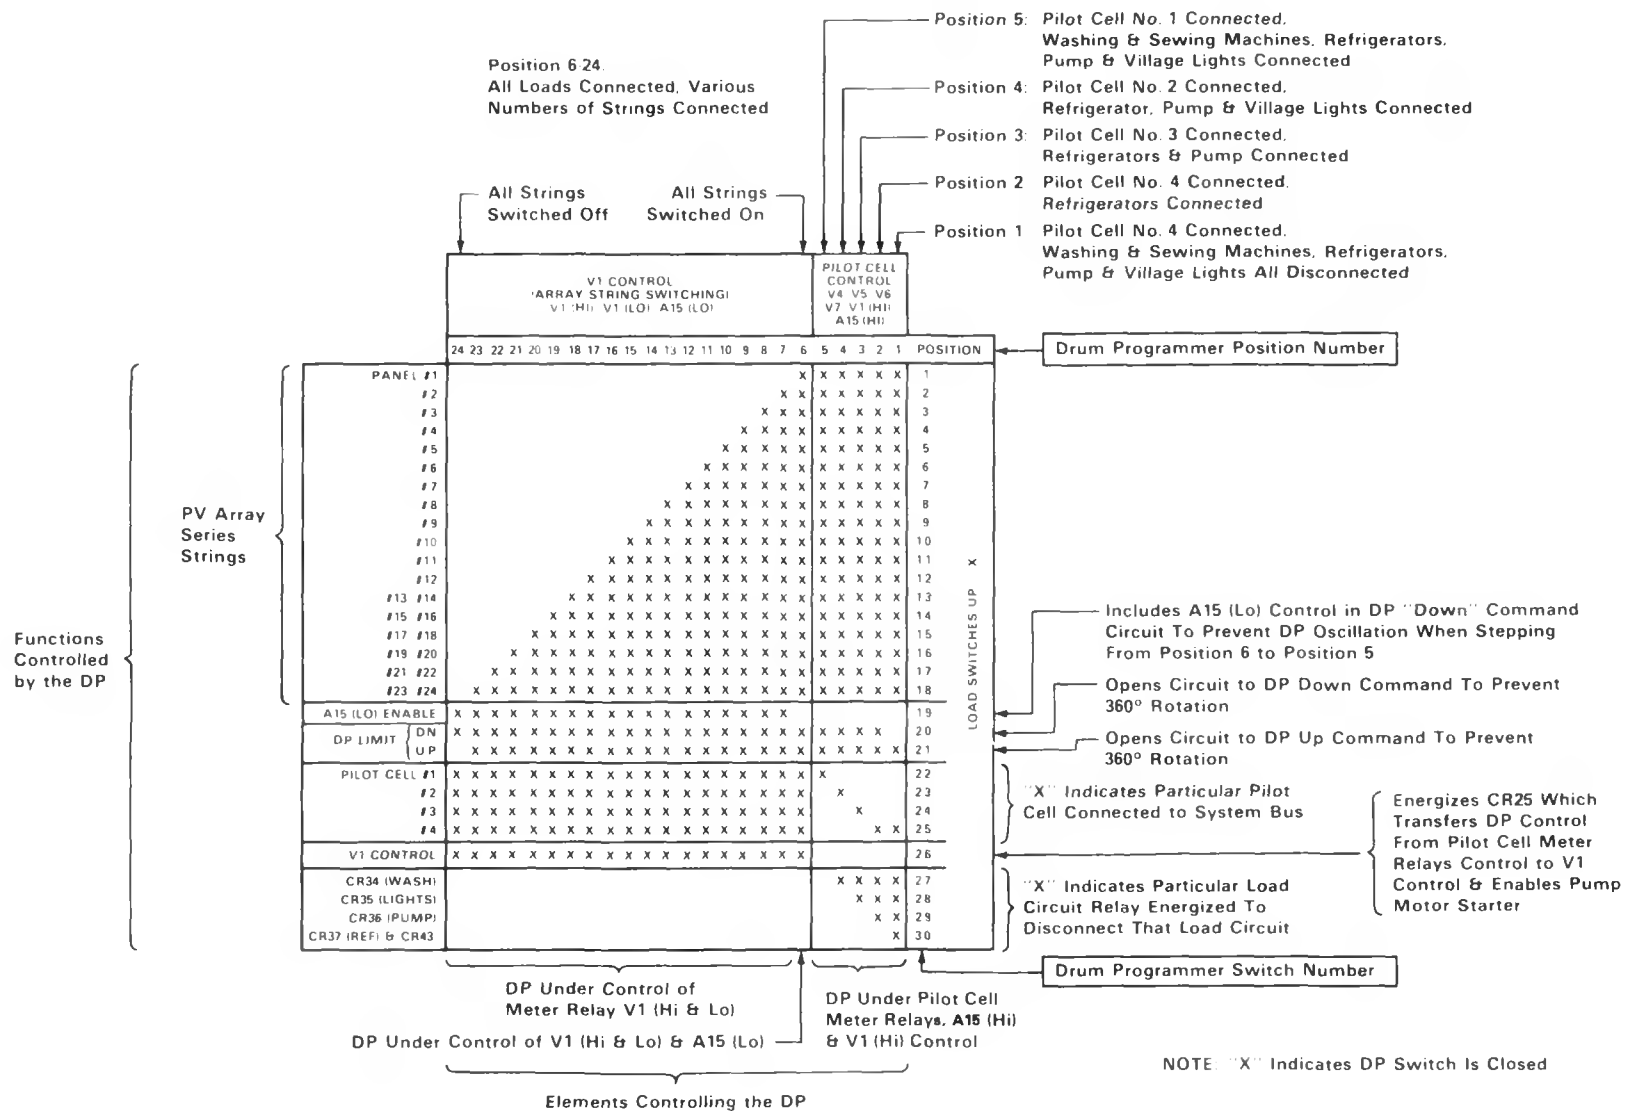 Position 5: Pilot Cell No. 1 Connected,
Washing & Sewing Machines, Refrigerators,
Pump & Village Lights Connected
Position 6-24.
All Loads Connected, Various
Numbers of Strings Connected
Position 4: Pilot Cell No. 2 Connected,
Refrigerator, Pump & Village Lights Connected
Position 3: Pilot Cell No. 3 Connected,
Refrigerators & Pump Connected
Position 2 Pilot Cell No. 4 Connected,
Refrigerators Connected
All Strings
Switched Off
All Strings
Switched On
Position 1 Pilot Cell No. 4 Connected,
Washing & Sewing Machines, Refrigerators,
Pump & Village Lights All Disconnected
V1 CONTROL
(ARRAY STRING SWITCHING)
V1 (HI) V1 (LO) A15 (LO)
PILOT CELL
CONTROL
V4 V5 V6
V7 V1 (HI)
A15 (HI)
24 23 22 21 20 19 18 17 16 15 14 13 12 11 10 9 8 7 6 5 4 3 2 1 POSITION
Drum Programmer Position Number
PANEL #1 X X X X X X 1
#2 X X X X X X X 2
#3 X X X X X X X X 3
#4 X X X X X X X X X 4
#5 X X X X X X X X X X 5
#6 X X X X X X X X X X X 6
#7 X X X X X X X X X X X X 7
#8 X X X X X X X X X X X X X 8
#9 X X X X X X X X X X X X X X 9
#10 X X X X X X X X X X X X X X X 10
#11 X X X X X X X X X X X X X X X X 11
#12 X X X X X X X X X X X X X X X X X 12
#13 #14 X X X X X X X X X X X X X X X X X X 13
#15 #16 X X X X X X X X X X X X X X X X X X X 14
#17 #18 X X X X X X X X X X X X X X X X X X X X 15
#19 #20 X X X X X X X X X X X X X X X X X X X X X 16
#21 #22 X X X X X X X X X X X X X X X X X X X X X X 17
#23 #24 X X X X X X X X X X X X X X X X X X X X X X X 18
A15 (LO) ENABLE X X X X X X X X X X X X X X X X X X 19
DP LIMIT
DN X X X X X X X X X X X X X X X X X X X X X X X 20
UP X X X X X X X X X X X X X X X X X X X X X X X 21
PILOT CELL #1 X X X X X X X X X X X X X X X X X X X X 22
#2 X X X X X X X X X X X X X X X X X X X X 23
#3 X X X X X X X X X X X X X X X X X X X X 24
#4 X X X X X X X X X X X X X X X X X X X X X 25
V1 CONTROL X X X X X X X X X X X X X X X X X X X 26
CR34 (WASH) X X X X 27
CR35 (LIGHTS) X X X 28
CR36 (PUMP) X X 29
CR37 (REF) & CR43 X 30
LOAD SWITCHES UP X
PV Array
Series
Strings
Functions
Controlled
by the DP
Includes A15 (Lo) Control in DP "Down" Command
Circuit To Prevent DP Oscillation When Stepping
From Position 6 to Position 5
Opens Circuit to DP Down Command To Prevent
360° Rotation
Opens Circuit to DP Up Command To Prevent
360° Rotation
"X" Indicates Particular Pilot
Cell Connected to System Bus
Energizes CR25 Which
Transfers DP Control
From Pilot Cell Meter
Relays Control to V1
Control & Enables Pump
Motor Starter
"X" Indicates Particular Load
Circuit Relay Energized To
Disconnect That Load Circuit
Drum Programmer Switch Number
DP Under Control of
Meter Relay V1 (Hi & Lo)
DP Under Pilot Cell
Meter Relays, A15 (Hi)
& V1 (Hi) Control
DP Under Control of V1 (Hi & Lo) & A15 (Lo)
NOTE: "X" Indicates DP Switch Is Closed
Elements Controlling the DP